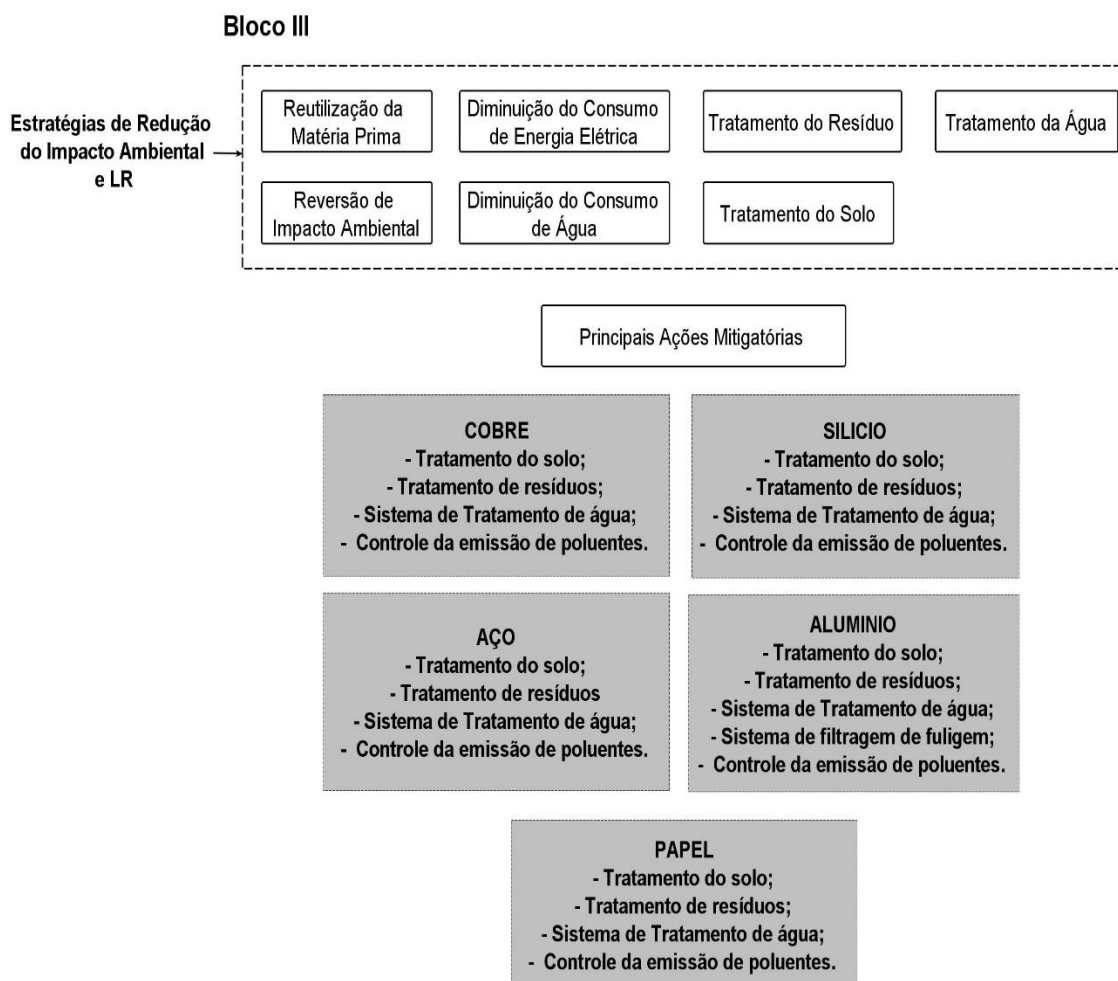 Bloco III
Estratégias de Redução
do Impacto Ambiental
e LR
Reutilização da
Matéria Prima
Diminuição do Consumo
de Energia Elétrica
Tratamento do Resíduo
Tratamento da Água
Reversão de
Impacto Ambiental
Diminuição do Consumo
de Água
Tratamento do Solo
Principais Ações Mitigatórias
COBRE
- Tratamento do solo;
- Tratamento de resíduos;
- Sistema de Tratamento de água;
- Controle da emissão de poluentes.
SILICIO
- Tratamento do solo;
- Tratamento de resíduos;
- Sistema de Tratamento de água;
- Controle da emissão de poluentes.
AÇO
- Tratamento do solo;
- Tratamento de resíduos
- Sistema de Tratamento de água;
- Controle da emissão de poluentes.
ALUMINIO
- Tratamento do solo;
- Tratamento de resíduos;
- Sistema de Tratamento de água;
- Sistema de filtragem de fuligem;
- Controle da emissão de poluentes.
PAPEL
- Tratamento do solo;
- Tratamento de resíduos;
- Sistema de Tratamento de água;
- Controle da emissão de poluentes.